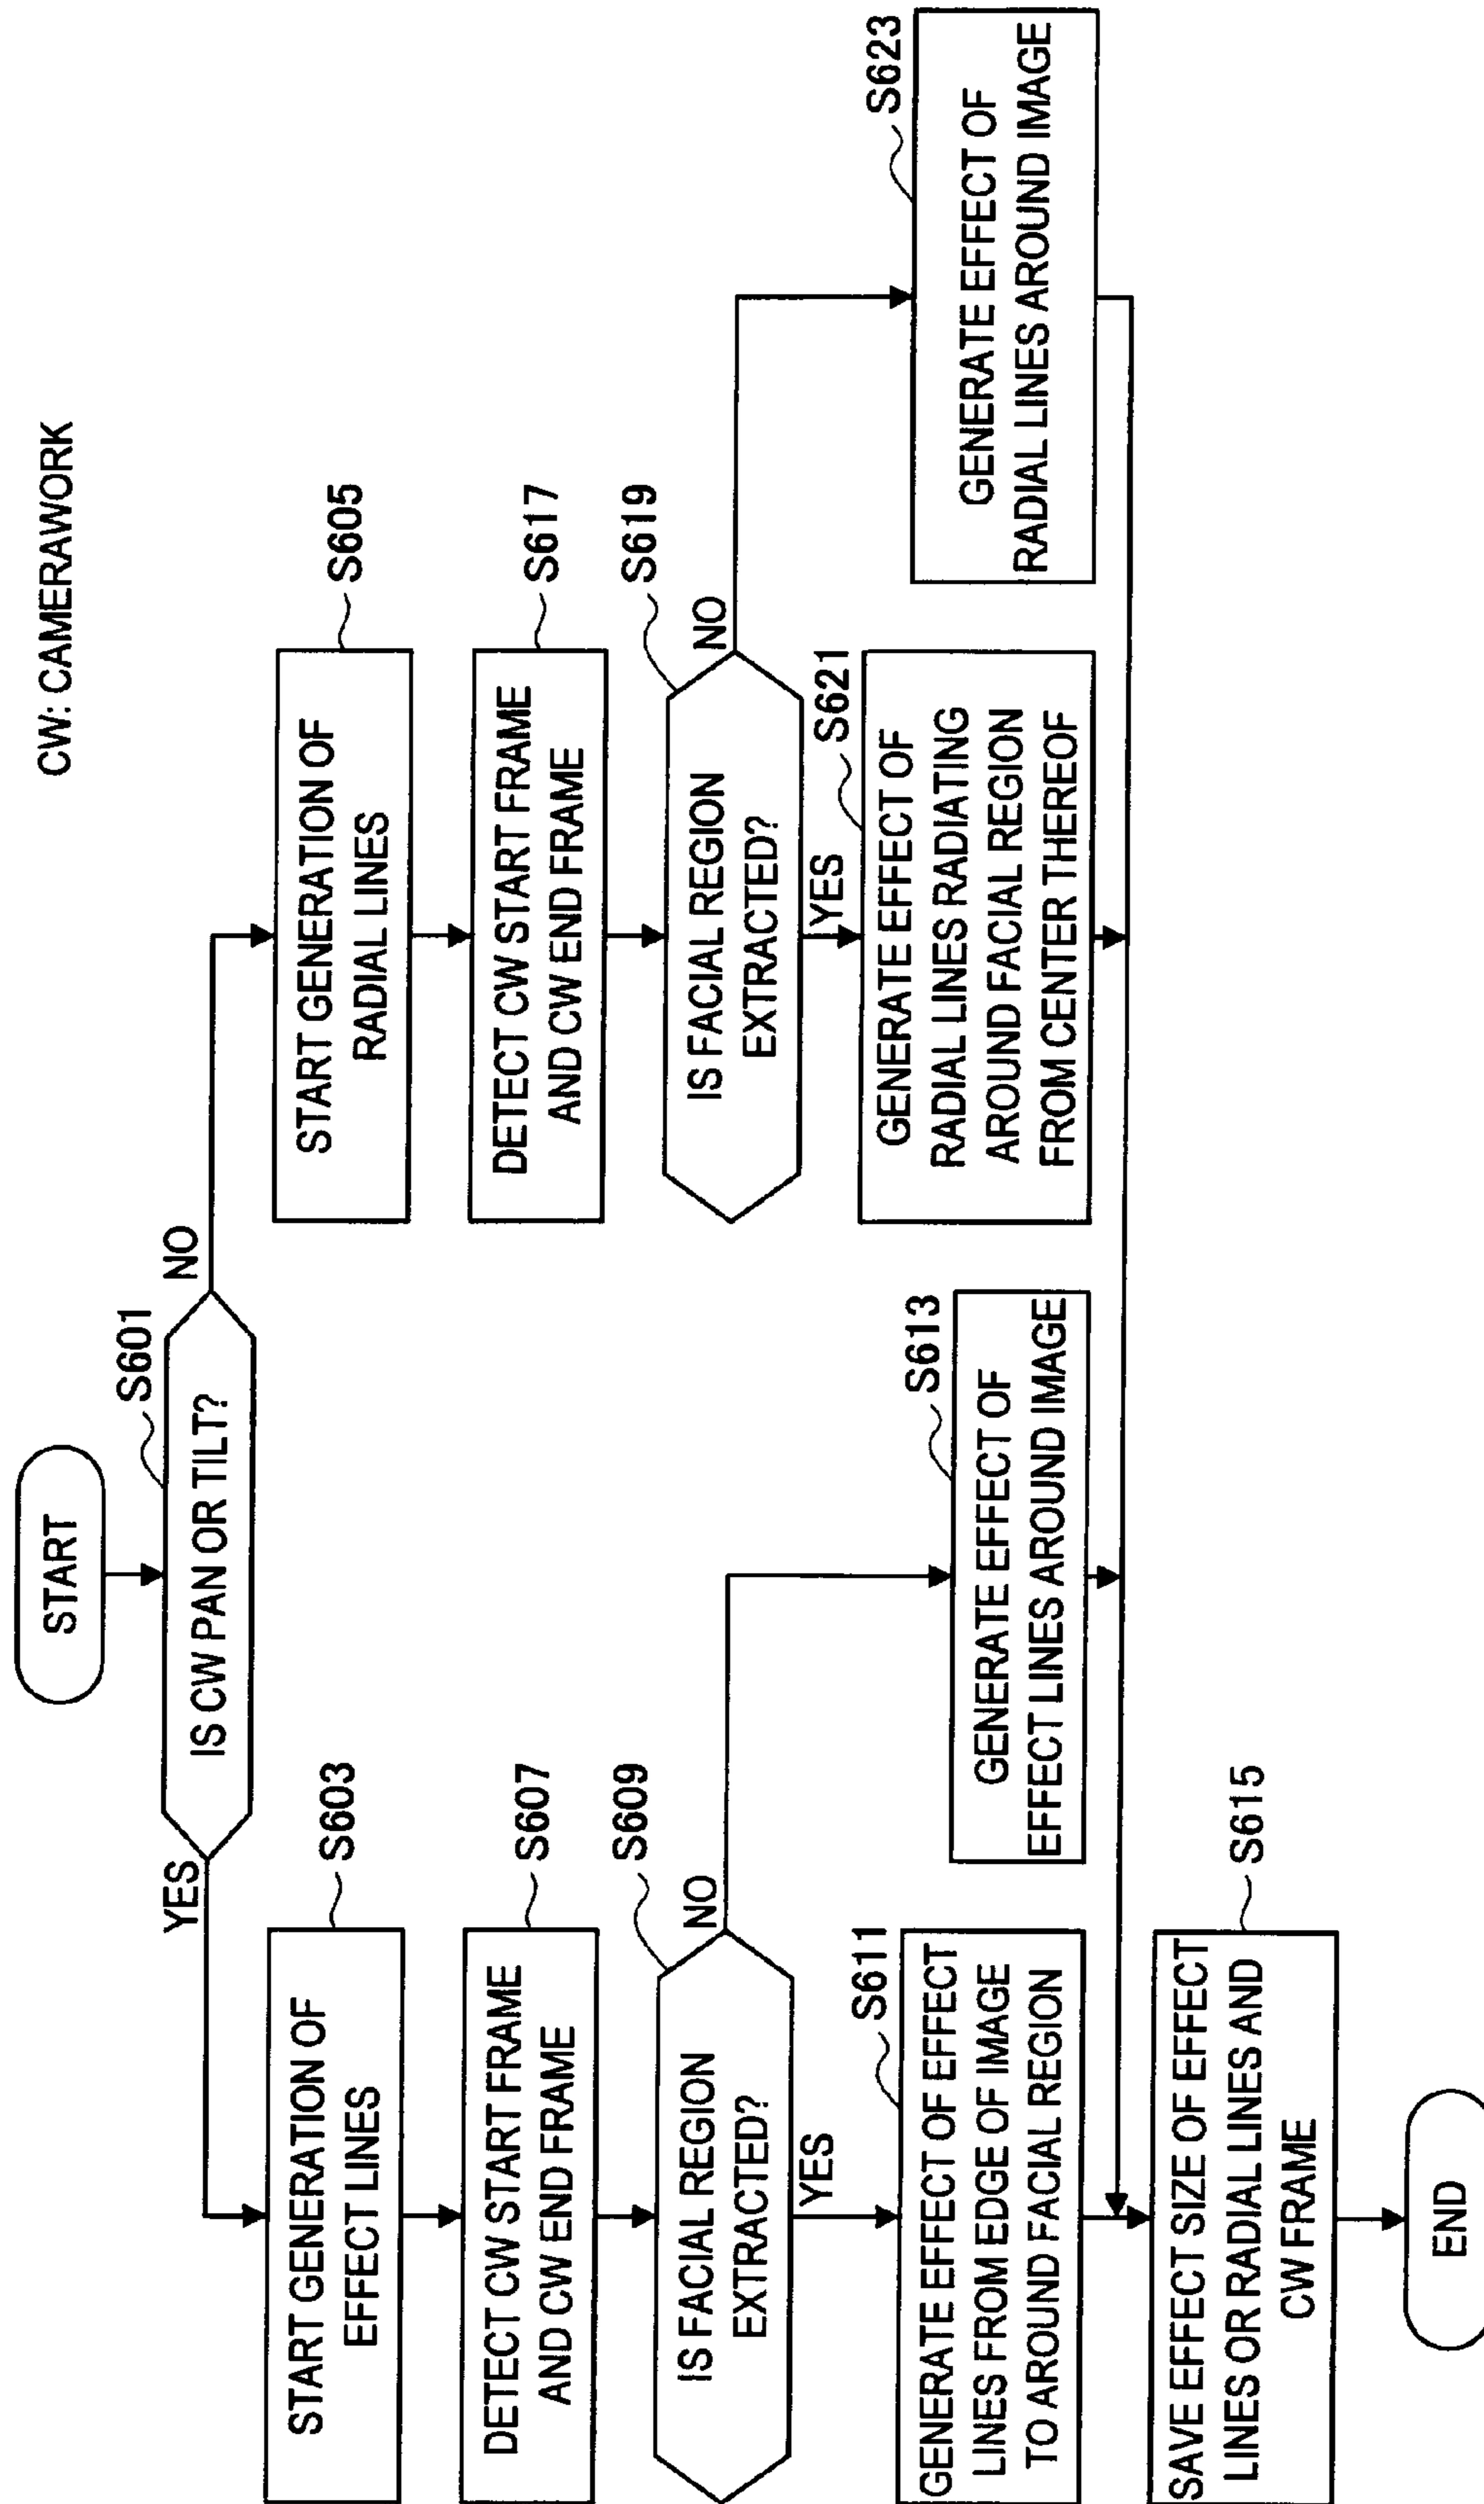 CW: CAMERAWORK
START
S601
IS CW PAN OR TILT?
YES
NO
S603
START GENERATION OF
EFFECT LINES
S607
DETECT CW START FRAME
AND CW END FRAME
S609
IS FACIAL REGION
EXTRACTED?
NO
YES
S611
GENERATE EFFECT OF EFFECT
LINES FROM EDGE OF IMAGE
TO AROUND FACIAL REGION
S613
GENERATE EFFECT OF
EFFECT LINES AROUND IMAGE
S605
START GENERATION OF
RADIAL LINES
S617
DETECT CW START FRAME
AND CW END FRAME
S619
IS FACIAL REGION
EXTRACTED?
NO
YES
S621
GENERATE EFFECT OF
RADIAL LINES RADIATING
AROUND FACIAL REGION
FROM CENTER THEREOF
S623
GENERATE EFFECT OF
RADIAL LINES AROUND IMAGE
S615
SAVE EFFECT SIZE OF EFFECT
LINES OR RADIAL LINES AND
CW FRAME
END